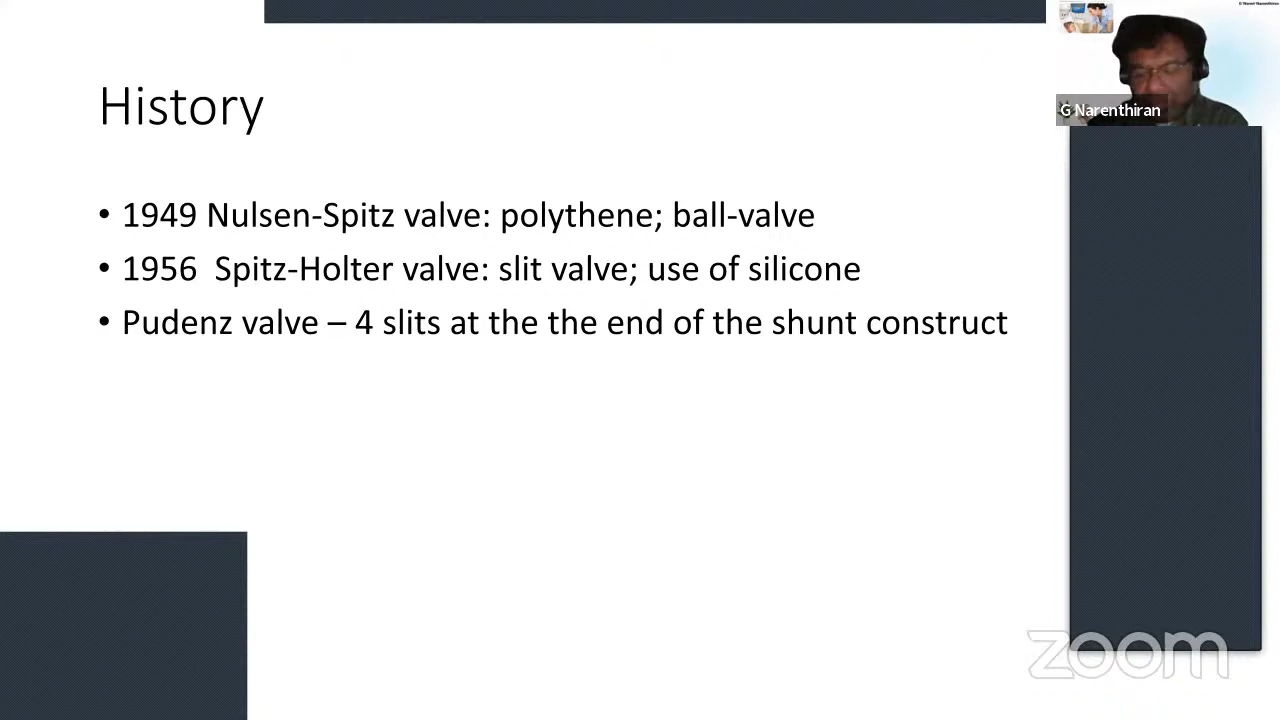 History
• 1949 Nulsen-Spitz valve: polythene; ball-valve
• 1956  Spitz-Holter valve: slit valve; use of silicone
• Pudenz valve – 4 slits at the the end of the shunt construct
G Narenthiran
zoom